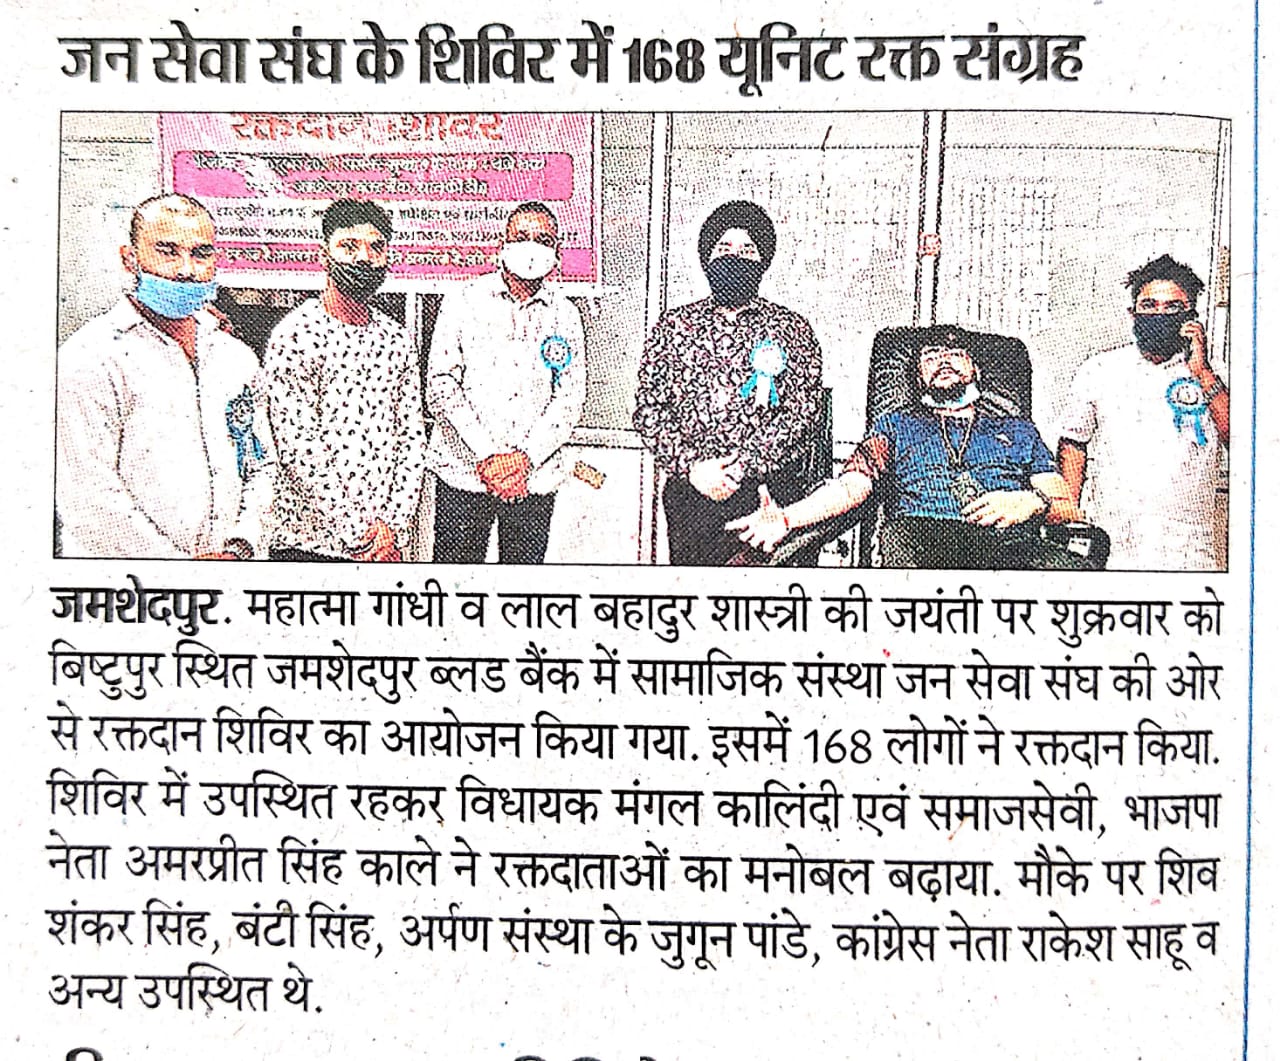 जन सेवा संघ के शिविर में 168 यूनिट रक्त संग्रह
रक्तदान शिविर
जमशेदपुर. महात्मा गांधी व लाल बहादुर शास्त्री की जयंती पर शुक्रवार को
बिष्टुपुर स्थित जमशेदपुर ब्लड बैंक में सामाजिक संस्था जन सेवा संघ की ओर
से रक्तदान शिविर का आयोजन किया गया. इसमें 168 लोगों ने रक्तदान किया.
शिविर में उपस्थित रहकर विधायक मंगल कालिंदी एवं समाजसेवी, भाजपा
नेता अमरप्रीत सिंह काले ने रक्तदाताओं का मनोबल बढ़ाया. मौके पर शिव
शंकर सिंह, बंटी सिंह, अर्पण संस्था के जुगून पांडे, कांग्रेस नेता राकेश साहू व
अन्य उपस्थित थे.